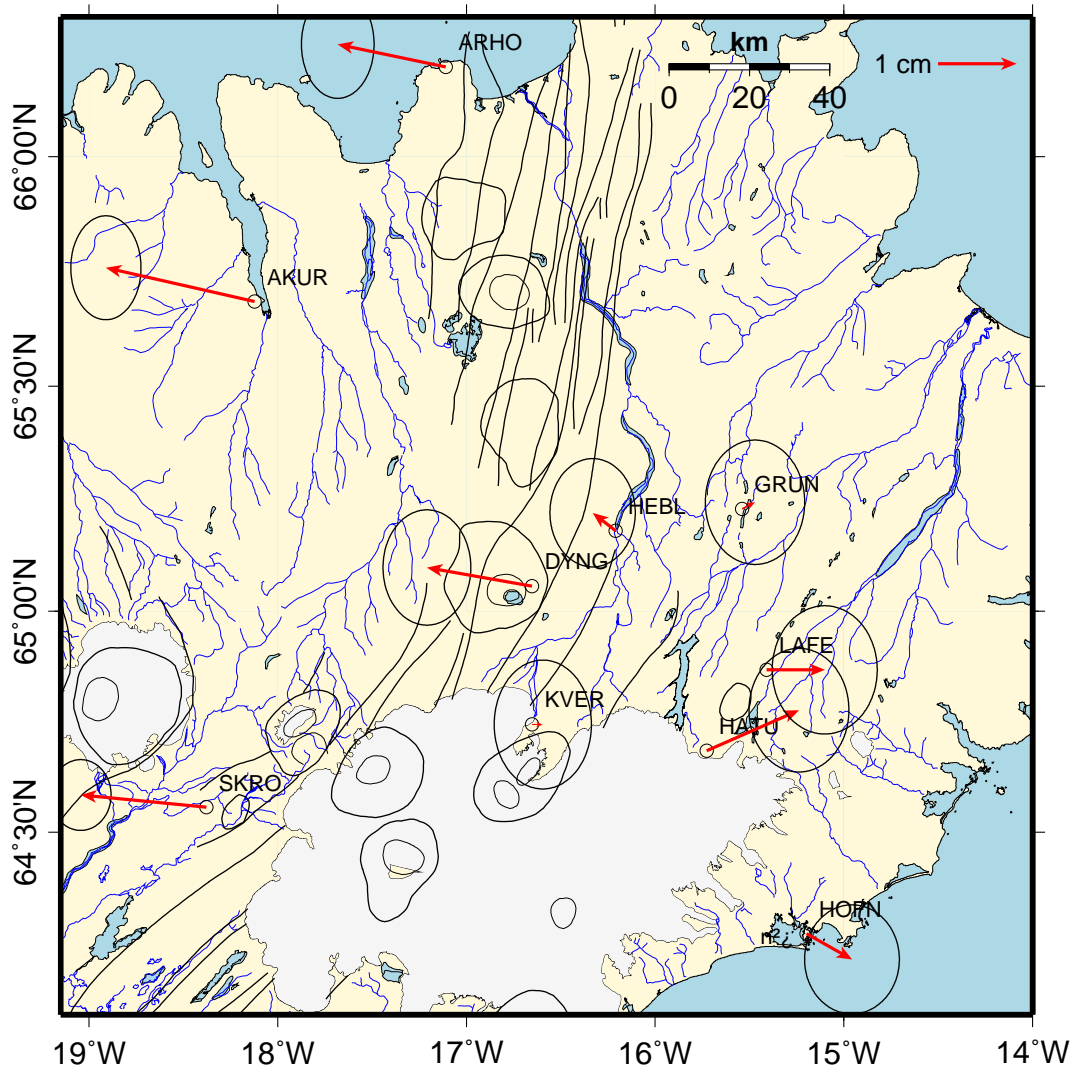 ARHO
km
1 cm
0 20 40
66°00'N
AKUR
65°30'N
GRUN
HEBL
DYNG
65°00'N
LAFE
KVER
HATU
SKRO
64°30'N
HOFN
19°W 18°W 17°W 16°W 15°W 14°W